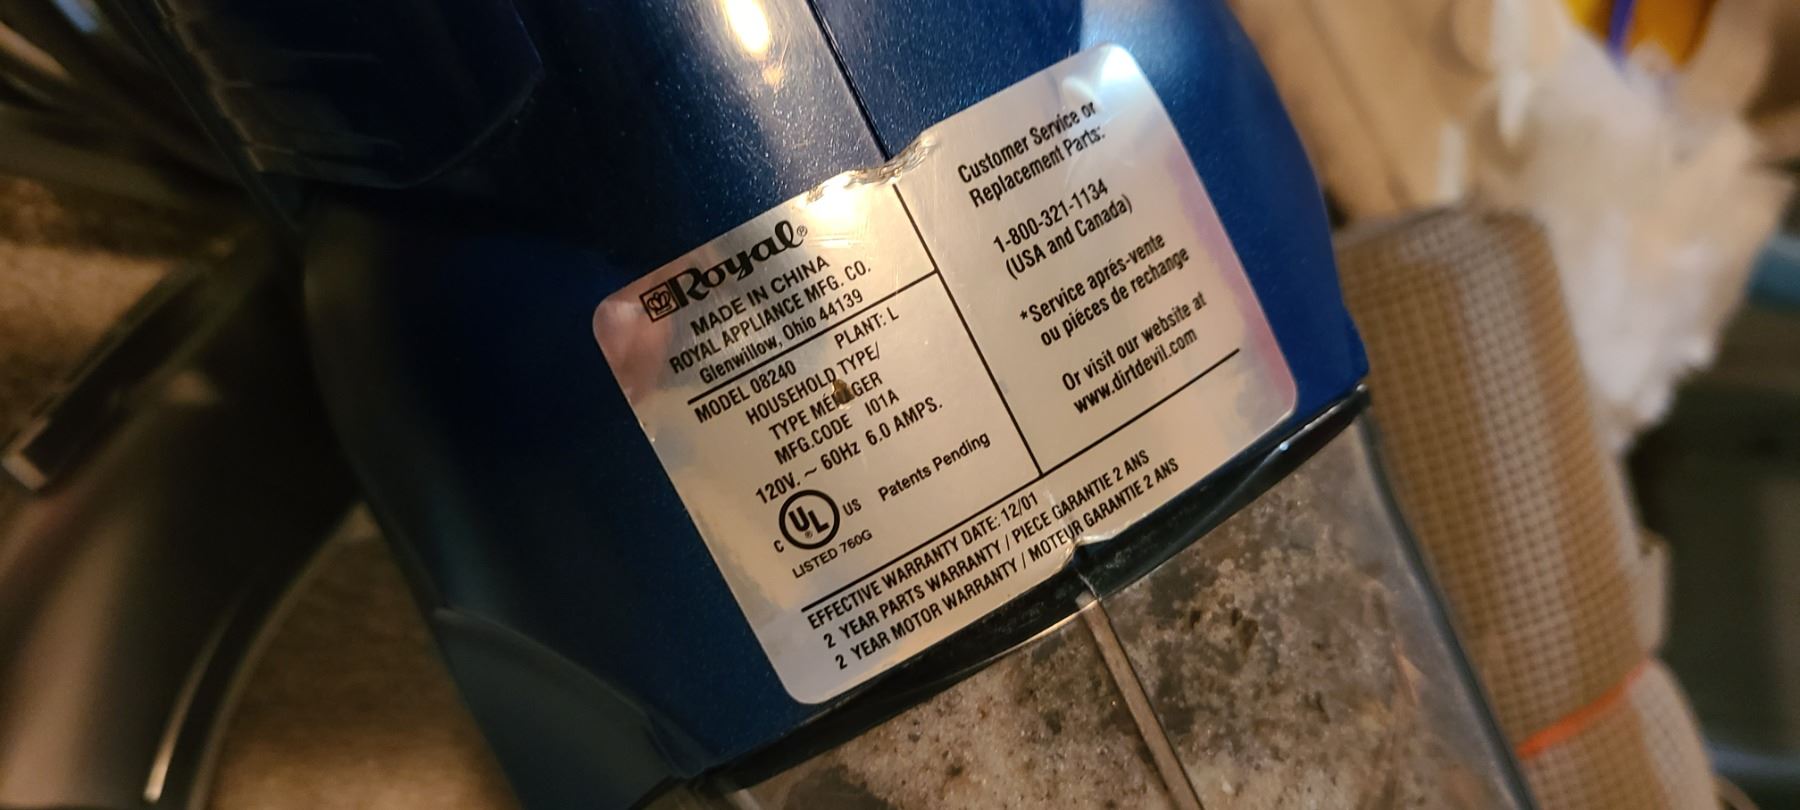 Royal®
MADE IN CHINA
ROYAL APPLIANCE MFG. CO.
Glenwillow, Ohio 44139
MODEL 08240 PLANT: L
HOUSEHOLD TYPE/
TYPE MÉNAGER
MFG.CODE I01A
120V. ~ 60Hz 6.0 AMPS.
C UL® US Patents Pending
LISTED 760G
Customer Service or
Replacement Parts:
1-800-321-1134
(USA and Canada)
*Service aprés-vente
ou piéces de rechange
Or visit our website at
www.dirtdevil.com
EFFECTIVE WARRANTY DATE: 12/01
2 YEAR PARTS WARRANTY / PIECE GARANTIE 2 ANS
2 YEAR MOTOR WARRANTY / MOTEUR GARANTIE 2 ANS